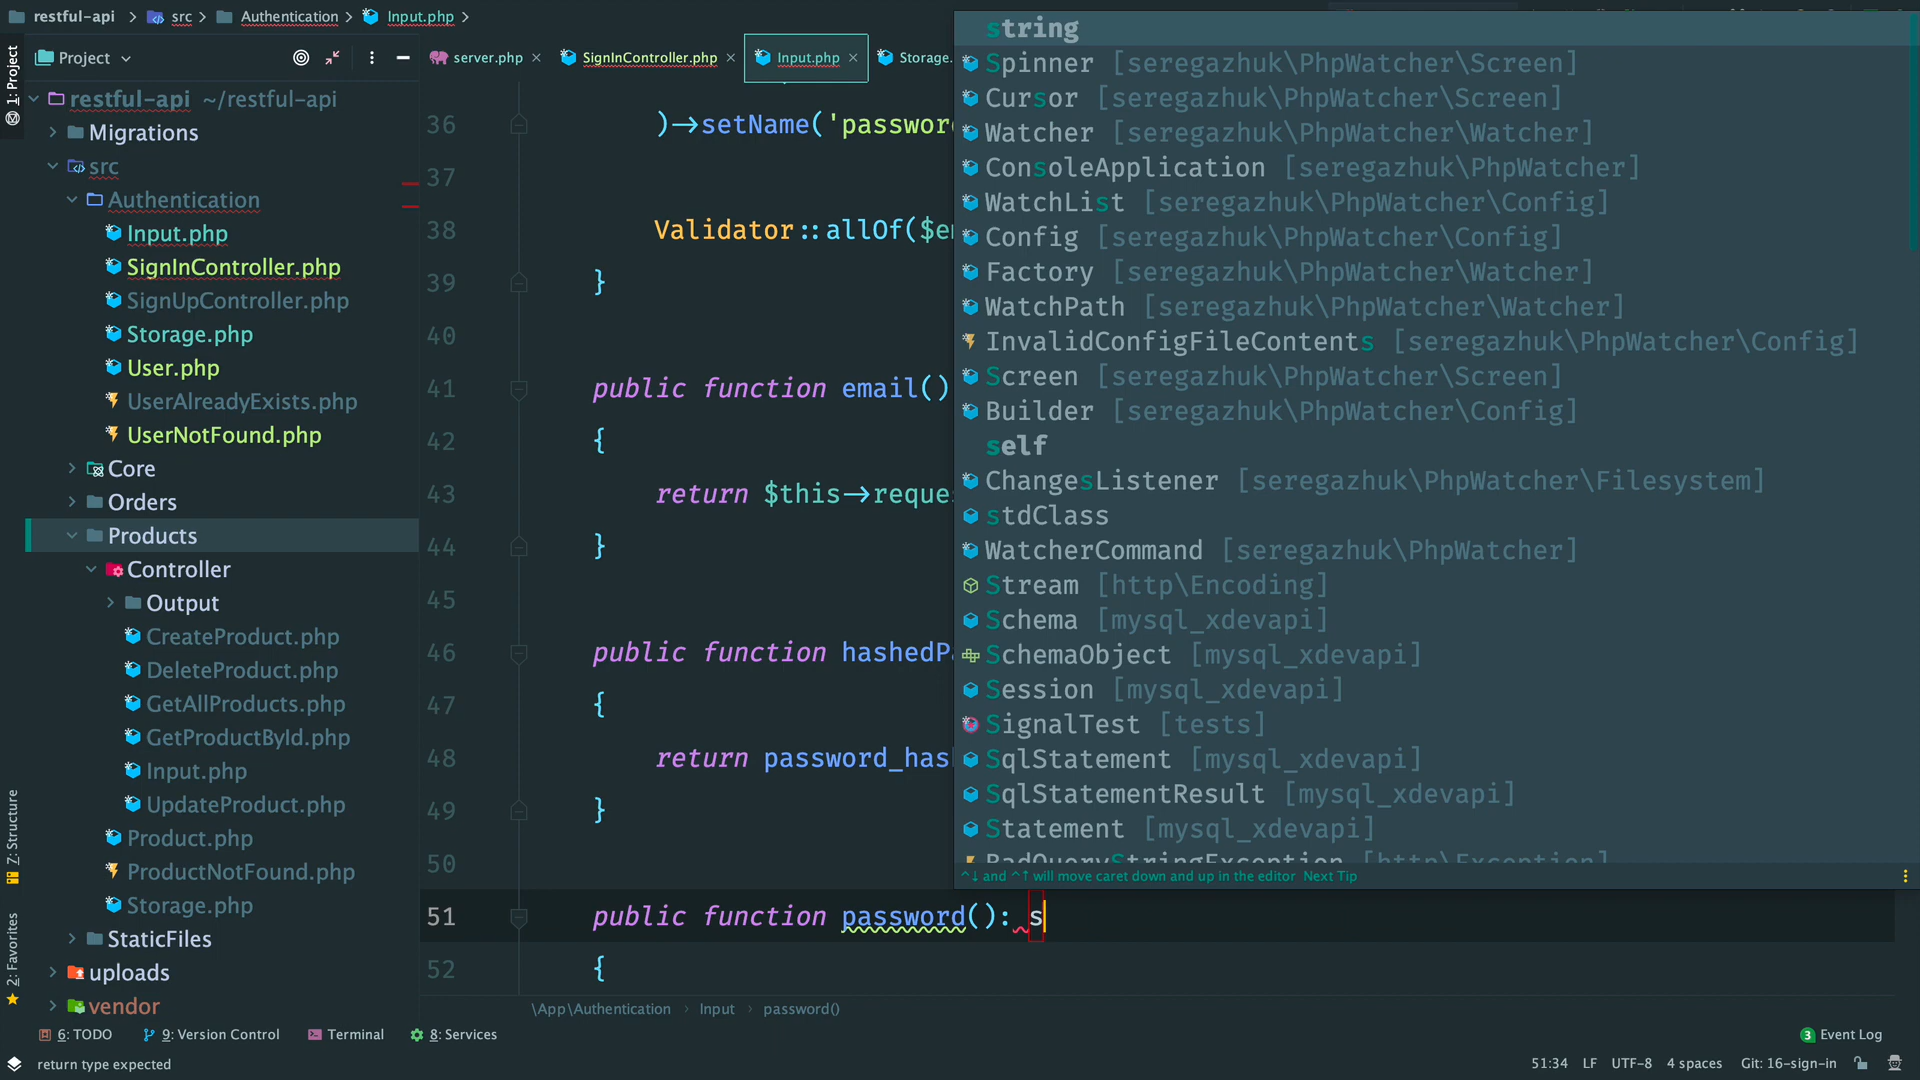 restful-api > src > Authentication > Input.php >
Project
server.php
SignInController.php
Input.php
Storage.
1: Project
Z: Structure
2: Favorites
restful-api ~/restful-api
Migrations
src
Authentication
Input.php
SignInController.php
SignUpController.php
Storage.php
User.php
UserAlreadyExists.php
UserNotFound.php
Core
Orders
Products
Controller
Output
CreateProduct.php
DeleteProduct.php
GetAllProducts.php
GetProductById.php
Input.php
UpdateProduct.php
Product.php
ProductNotFound.php
Storage.php
StaticFiles
uploads
vendor
36 )->setName('password
37
38 Validator::allOf($em
39 }
40
41 public function email()
42 {
43 return $this->reques
44 }
45
46 public function hashedPa
47 {
48 return password_hash
49 }
50
51 public function password(): s
52 {
string
Spinner [seregazhuk\PhpWatcher\Screen]
Cursor [seregazhuk\PhpWatcher\Screen]
Watcher [seregazhuk\PhpWatcher\Watcher]
ConsoleApplication [seregazhuk\PhpWatcher]
WatchList [seregazhuk\PhpWatcher\Config]
Config [seregazhuk\PhpWatcher\Config]
Factory [seregazhuk\PhpWatcher\Watcher]
WatchPath [seregazhuk\PhpWatcher\Watcher]
InvalidConfigFileContents [seregazhuk\PhpWatcher\Config]
Screen [seregazhuk\PhpWatcher\Screen]
Builder [seregazhuk\PhpWatcher\Config]
self
ChangesListener [seregazhuk\PhpWatcher\Filesystem]
stdClass
WatcherCommand [seregazhuk\PhpWatcher]
Stream [http\Encoding]
Schema [mysql_xdevapi]
SchemaObject [mysql_xdevapi]
Session [mysql_xdevapi]
SignalTest [tests]
SqlStatement [mysql_xdevapi]
SqlStatementResult [mysql_xdevapi]
Statement [mysql_xdevapi]
BadQueryStringException [http\Exception]
^↓ and ^↑ will move caret down and up in the editor Next Tip
\App\Authentication > Input > password()
6: TODO
9: Version Control
Terminal
8: Services
3 Event Log
return type expected
51:34 LF UTF-8 4 spaces Git: 16-sign-in